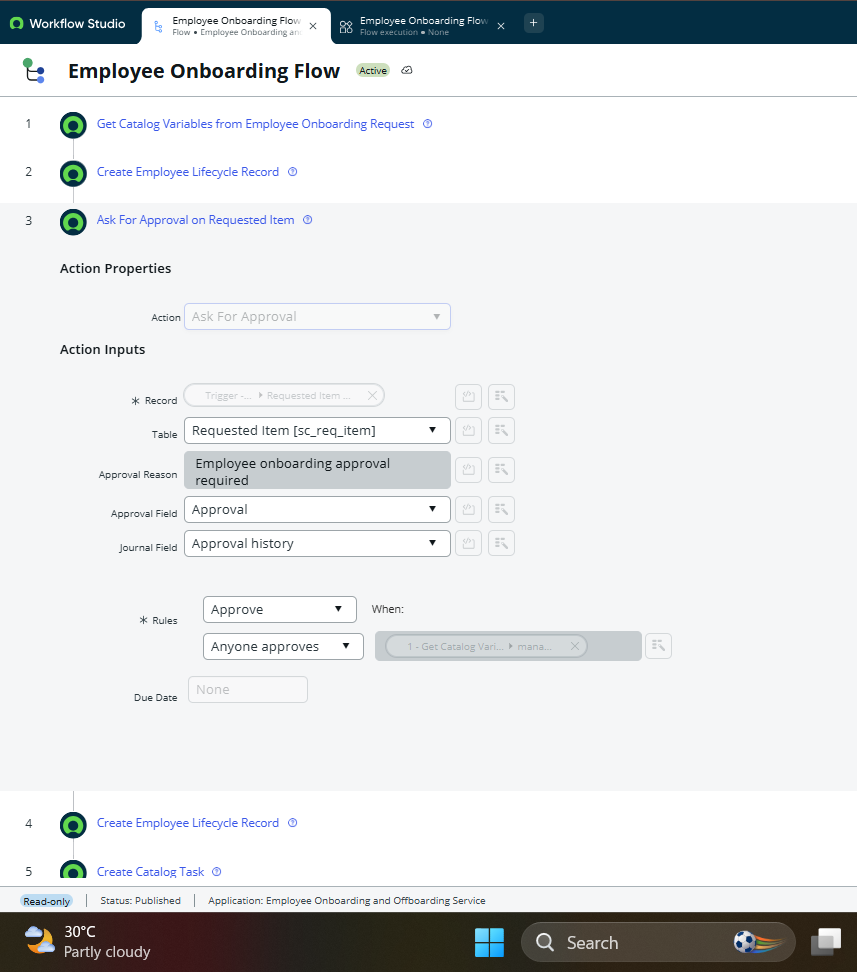 Workflow Studio
Employee Onboarding Flow
Flow • Employee Onboarding an
Employee Onboarding Flow
Flow execution • None
Employee Onboarding Flow
Active
1
Get Catalog Variables from Employee Onboarding Request
2
Create Employee Lifecycle Record
3
Ask For Approval on Requested Item
Action Properties
Action
Ask For Approval
Action Inputs
* Record
Trigger -... ▸ Requested Item ...
Table
Requested Item [sc_req_item]
Approval Reason
Employee onboarding approval
required
Approval Field
Approval
Journal Field
Approval history
* Rules
Approve
When:
Anyone approves
1 - Get Catalog Vari... ▸ mana...
Due Date
None
4
Create Employee Lifecycle Record
5
Create Catalog Task
Read-only
Status: Published
Application: Employee Onboarding and Offboarding Service
30°C
Partly cloudy
Search